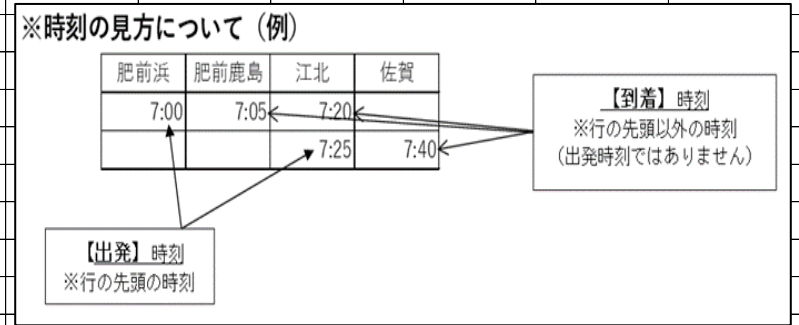 ※時刻の見方について（例）
肥前浜 肥前鹿島 江北 佐賀
7:00 7:05 7:20
7:25 7:40
【到着】時刻
※行の先頭以外の時刻
（出発時刻ではありません）
【出発】時刻
※行の先頭の時刻